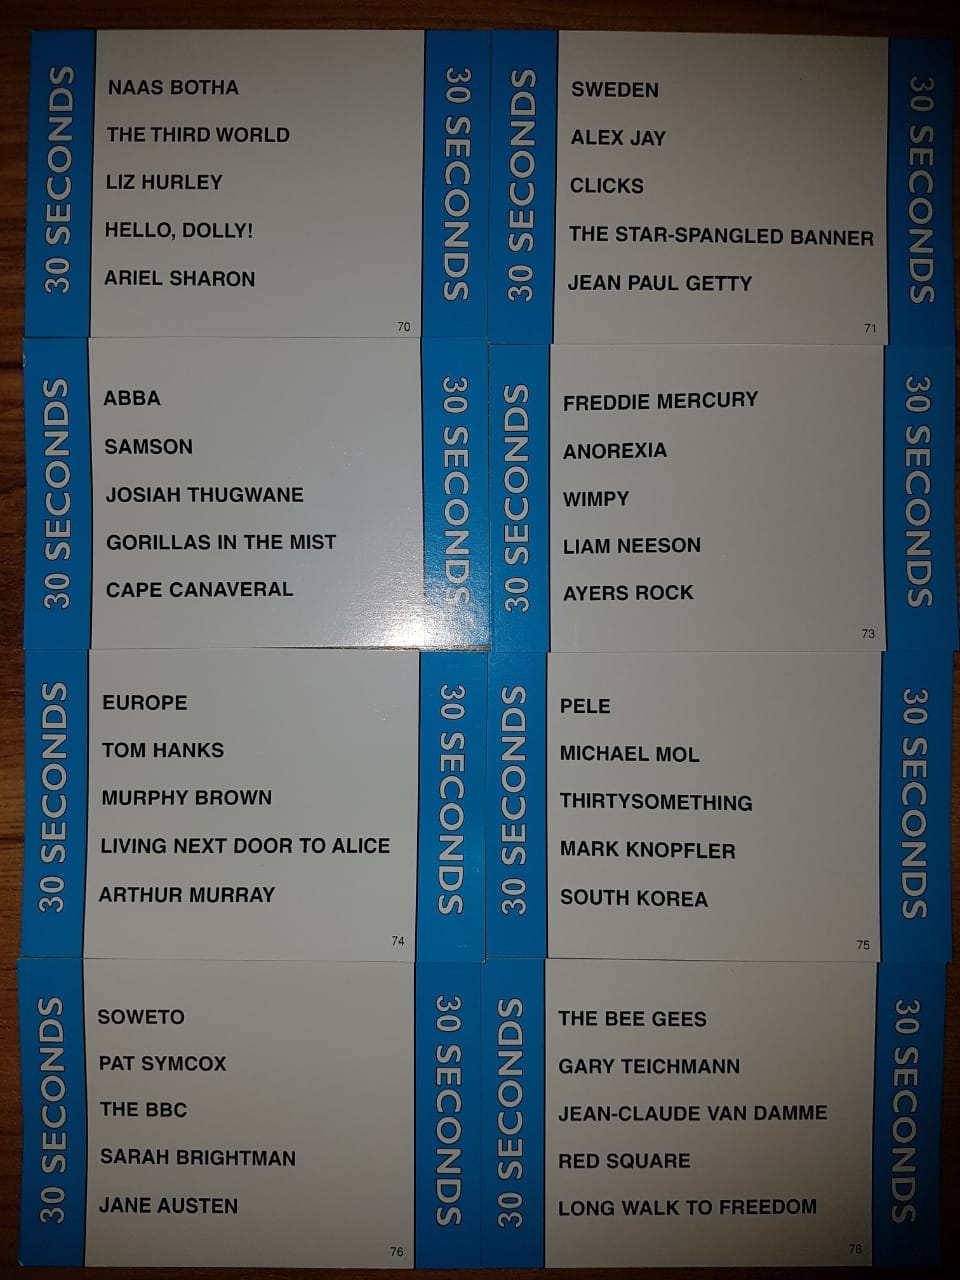 30 SECONDS
NAAS BOTHA
THE THIRD WORLD
LIZ HURLEY
HELLO, DOLLY!
ARIEL SHARON
70
30 SECONDS
30 SECONDS
SWEDEN
ALEX JAY
CLICKS
THE STAR-SPANGLED BANNER
JEAN PAUL GETTY
71
30 SECONDS
30 SECONDS
ABBA
SAMSON
JOSIAH THUGWANE
GORILLAS IN THE MIST
CAPE CANAVERAL
30 SECONDS
30 SECONDS
FREDDIE MERCURY
ANOREXIA
WIMPY
LIAM NEESON
AYERS ROCK
73
30 SECONDS
30 SECONDS
EUROPE
TOM HANKS
MURPHY BROWN
LIVING NEXT DOOR TO ALICE
ARTHUR MURRAY
74
30 SECONDS
30 SECONDS
PELE
MICHAEL MOL
THIRTYSOMETHING
MARK KNOPFLER
SOUTH KOREA
75
30 SECONDS
30 SECONDS
SOWETO
PAT SYMCOX
THE BBC
SARAH BRIGHTMAN
JANE AUSTEN
76
30 SECONDS
30 SECONDS
THE BEE GEES
GARY TEICHMANN
JEAN-CLAUDE VAN DAMME
RED SQUARE
LONG WALK TO FREEDOM
78
30 SECONDS